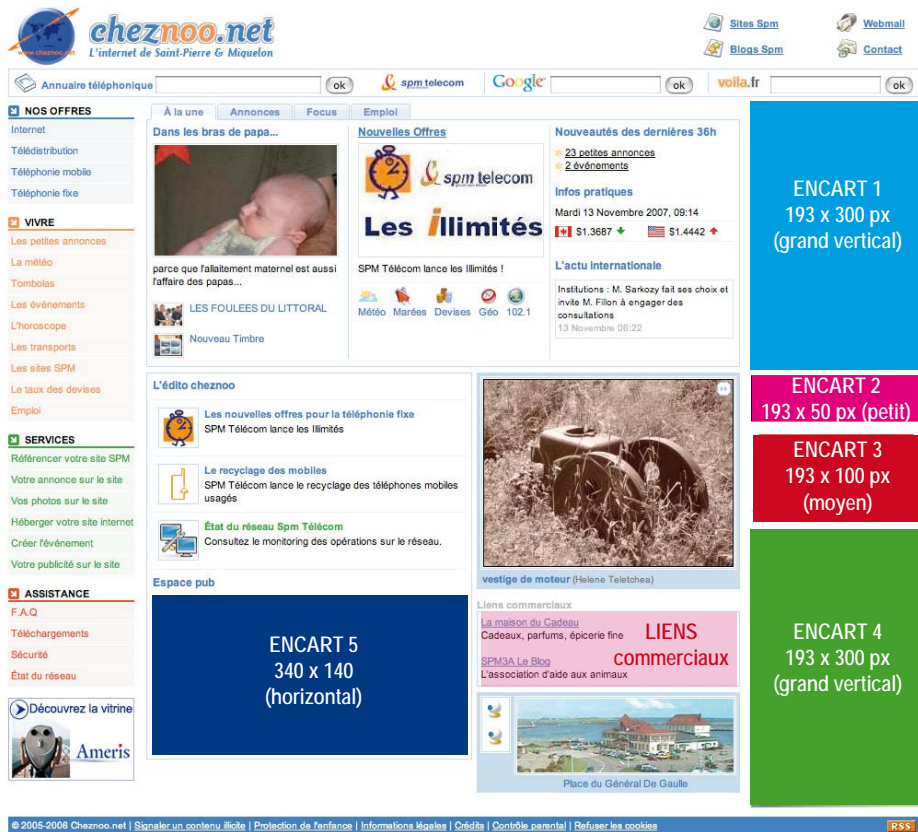 cheznoo.net
L'internet de Saint-Pierre & Miquelon
www.cheznoo.net
Sites Spm
Webmail
Blogs Spm
Contact
Annuaire téléphonique
ok
spm telecom
Google
ok
voila.fr
ok
NOS OFFRES
Internet
Télédistribution
Téléphonie mobile
Téléphonie fixe
VIVRE
Les petites annonces
La météo
Tombolas
Les événements
L'horoscope
Les transports
Les sites SPM
Le taux des devises
Emploi
SERVICES
Référencer votre site SPM
Votre annonce sur le site
Vos photos sur le site
Héberger votre site internet
Créer l'événement
Votre publicité sur le site
ASSISTANCE
F.A.Q
Téléchargements
Sécurité
État du réseau
Découvrez la vitrine
Ameris
À la une
Annonces
Focus
Emploi
Dans les bras de papa...
parce que l'allaitement maternel est aussi
l'affaire des papas...
LES FOULEES DU LITTORAL
Nouveau Timbre
Nouvelles Offres
spm telecom
Les illimités
SPM Télécom lance les Illimités !
Météo Marées Devises Géo 102.1
Nouveautés des dernières 36h
23 petites annonces
2 événements
Infos pratiques
Mardi 13 Novembre 2007, 09:14
$1.3687
$1.4442
L'actu internationale
Institutions : M. Sarkozy fait ses choix et
invite M. Fillon à engager des
consultations
13 Novembre 06:22
L'édito cheznoo
Les nouvelles offres pour la téléphonie fixe
SPM Télécom lance les Illimités
Le recyclage des mobiles
SPM Télécom lance le recyclage des téléphones mobiles
usagés
État du réseau Spm Télécom
Consultez le monitoring des opérations sur le réseau.
Espace pub
ENCART 5
340 x 140
(horizontal)
vestige de moteur (Helene Teletchea)
Liens commerciaux
La maison du Cadeau
Cadeaux, parfums, épicerie fine
SPM3A Le Blog
L'association d'aide aux animaux
LIENS
commerciaux
Place du Général De Gaulle
ENCART 1
193 x 300 px
(grand vertical)
ENCART 2
193 x 50 px (petit)
ENCART 3
193 x 100 px
(moyen)
ENCART 4
193 x 300 px
(grand vertical)
© 2005-2006 Cheznoo.net | Signaler un contenu illicite | Protection de l'enfance | Informations légales | Crédits | Contrôle parental | Refuser les cookies
RSS